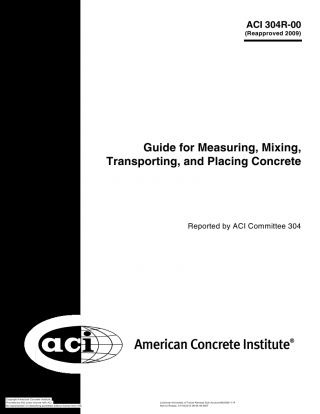 ACI 304R-00
(Reapproved 2009)
Guide for Measuring, Mixing,
Transporting, and Placing Concrete
Reported by ACI Committee 304
aci
American Concrete Institute®